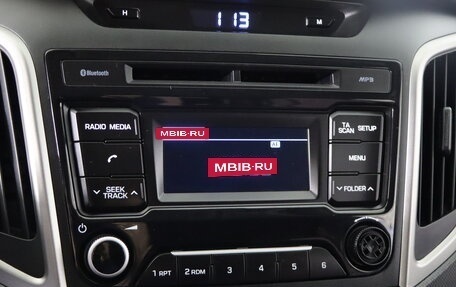 H 113 M
Bluetooth MP3
RADIO MEDIA
TA SCAN SETUP
MBIB-RU
AE
MBIB-RU
MENU
SEEK TRACK
FOLDER
1 RPT 2 RDM 3 4 5 6